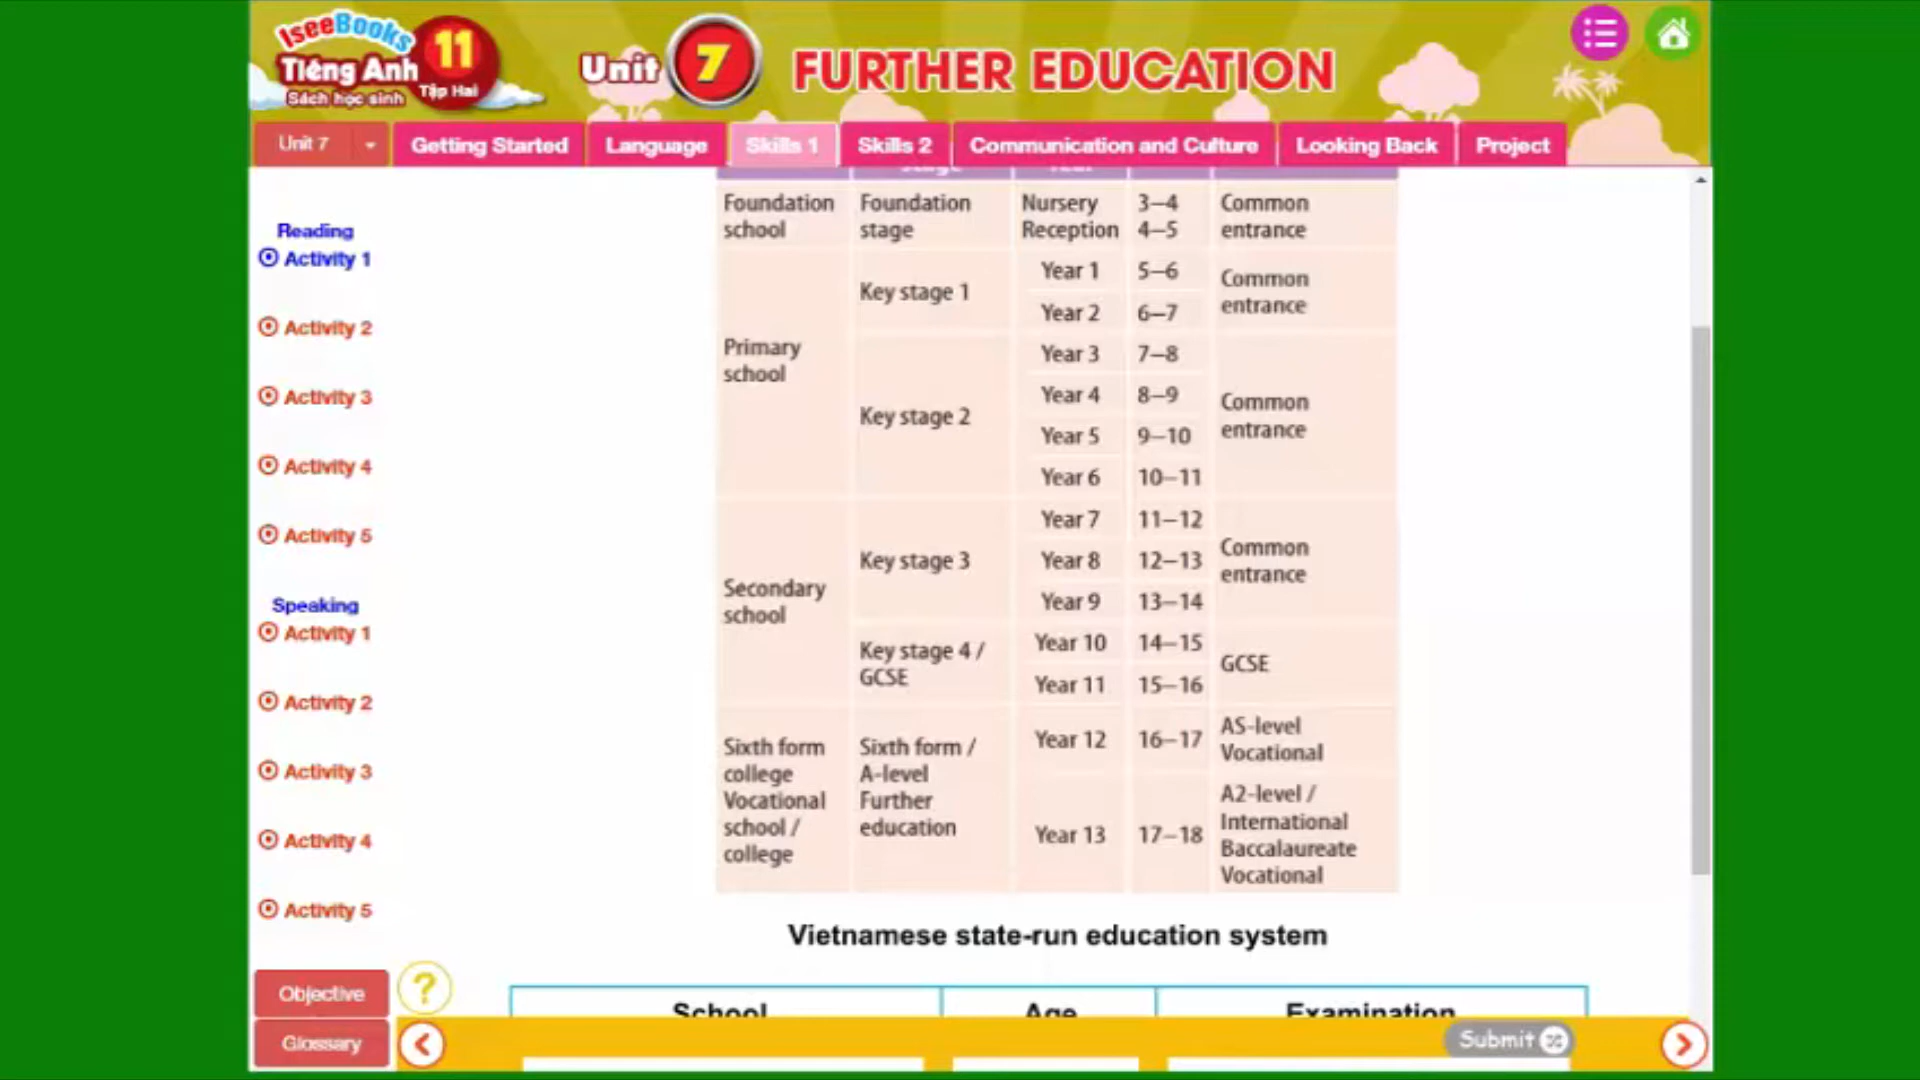 IseeBooks
Tiếng Anh 11
Sách học sinh Tập Hai
Unit 7 FURTHER EDUCATION
Unit 7 Getting Started Language Skills 1 Skills 2 Communication and Culture Looking Back Project
Reading
Activity 1
Activity 2
Activity 3
Activity 4
Activity 5
Speaking
Activity 1
Activity 2
Activity 3
Activity 4
Activity 5
Objective
Glossary
?
stage Year
Foundation Foundation Nursery 3–4 Common
school stage Reception 4–5 entrance
Primary
school
Key stage 1
Year 1 5–6
Year 2 6–7
Common
entrance
Key stage 2
Year 3 7–8
Year 4 8–9
Year 5 9–10
Year 6 10–11
Common
entrance
Secondary
school
Key stage 3
Year 7 11–12
Year 8 12–13
Year 9 13–14
Common
entrance
Key stage 4 /
GCSE
Year 10 14–15
Year 11 15–16
GCSE
Sixth form
college
Vocational
school /
college
Sixth form /
A-level
Further
education
Year 12 16–17
AS-level
Vocational
Year 13 17–18
A2-level /
International
Baccalaureate
Vocational
Vietnamese state-run education system
School Age Examination
Submit